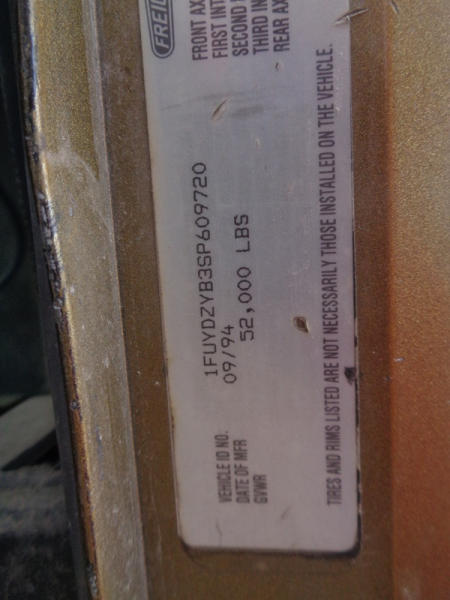 FREI
FRONT AX
FIRST INT
SECOND
THIRD IN
REAR AX
VEHICLE ID NO. 1FUYDZYB3SP609720
DATE OF MFR 09/94
GVWR 52,000 LBS
TIRES AND RIMS LISTED ARE NOT NECESSARILY THOSE INSTALLED ON THE VEHICLE.